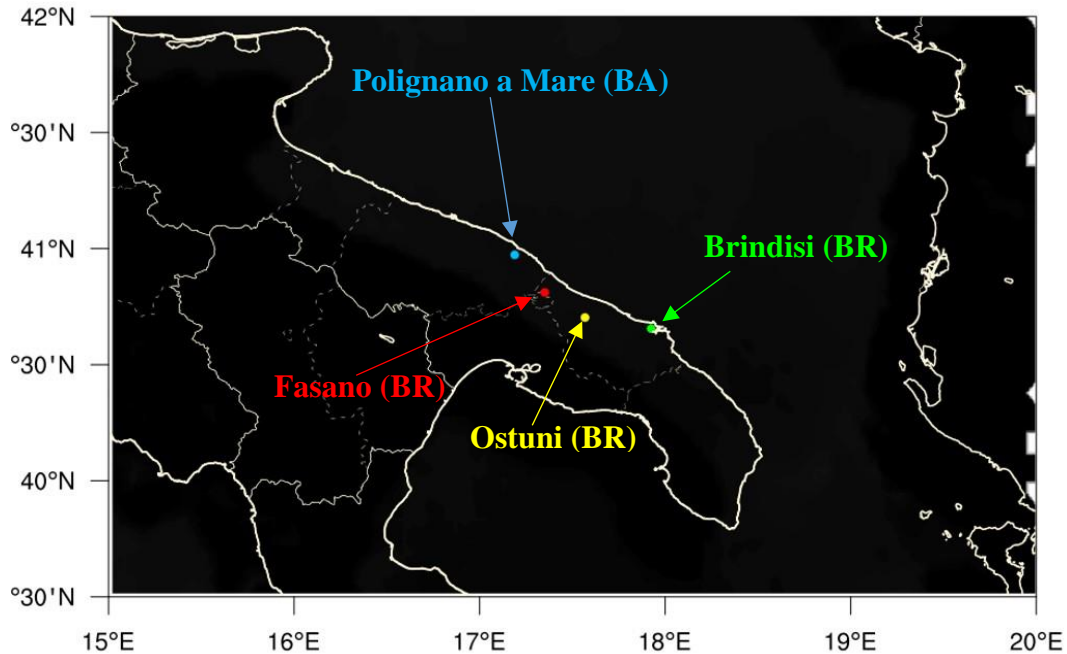 42°N
Polignano a Mare (BA)
°30'N
41°N
Brindisi (BR)
°30'N
Fasano (BR)
Ostuni (BR)
40°N
°30'N
15°E
16°E
17°E
18°E
19°E
20°E